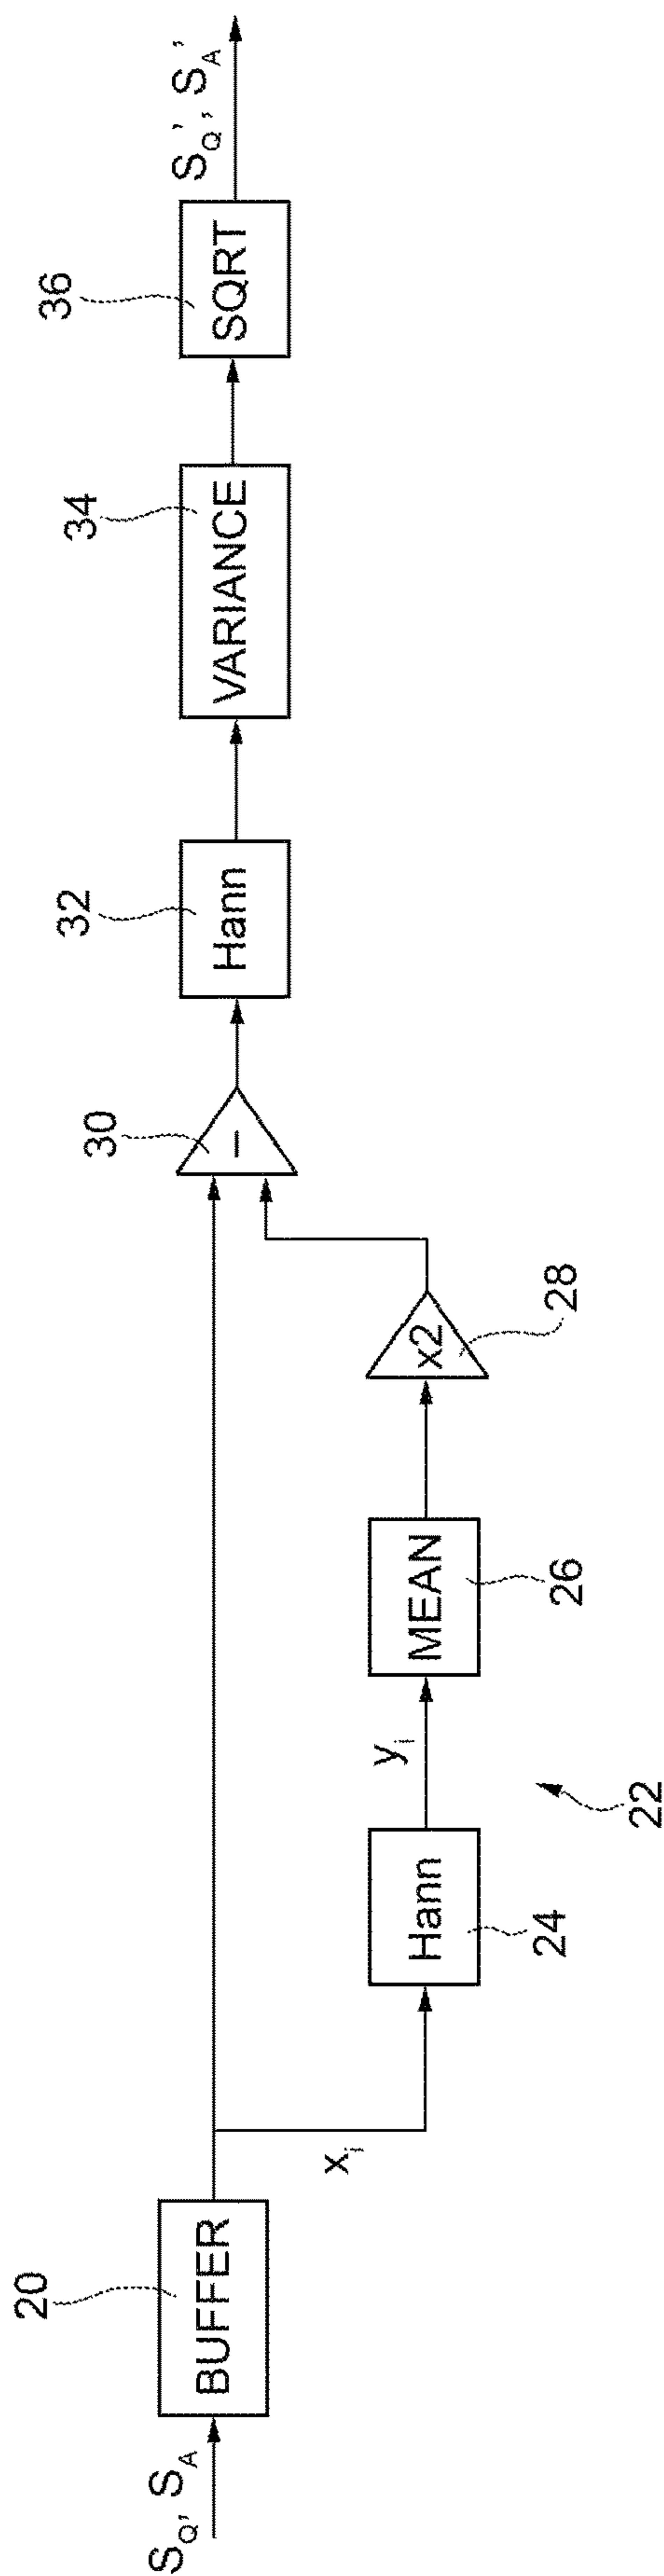 S_Q, S_A
20
BUFFER
x_i
Hann
24
22
y_i
MEAN
26
x2
28
30
–
32
Hann
34
VARIANCE
36
SQRT
S_Q', S_A'